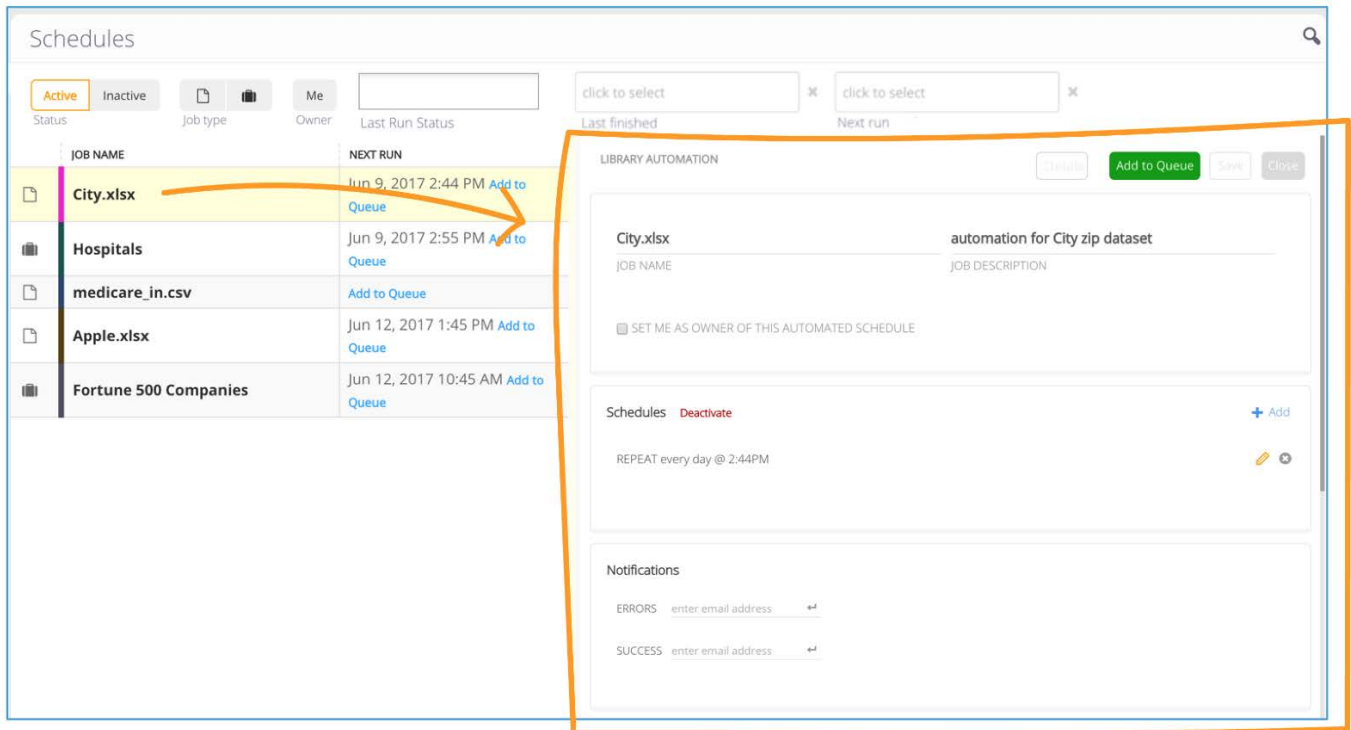 Schedules
Active Inactive Me
Status Job type Owner Last Run Status
click to select click to select
Last finished Next run
JOB NAME NEXT RUN
City.xlsx Jun 9, 2017 2:44 PM Add to
Queue
Hospitals Jun 9, 2017 2:55 PM Add to
Queue
medicare_in.csv Add to Queue
Apple.xlsx Jun 12, 2017 1:45 PM Add to
Queue
Fortune 500 Companies Jun 12, 2017 10:45 AM Add to
Queue
LIBRARY AUTOMATION Delete Add to Queue Save Close
City.xlsx automation for City zip dataset
JOB NAME JOB DESCRIPTION
SET ME AS OWNER OF THIS AUTOMATED SCHEDULE
Schedules Deactivate + Add
REPEAT every day @ 2:44PM
Notifications
ERRORS enter email address
SUCCESS enter email address